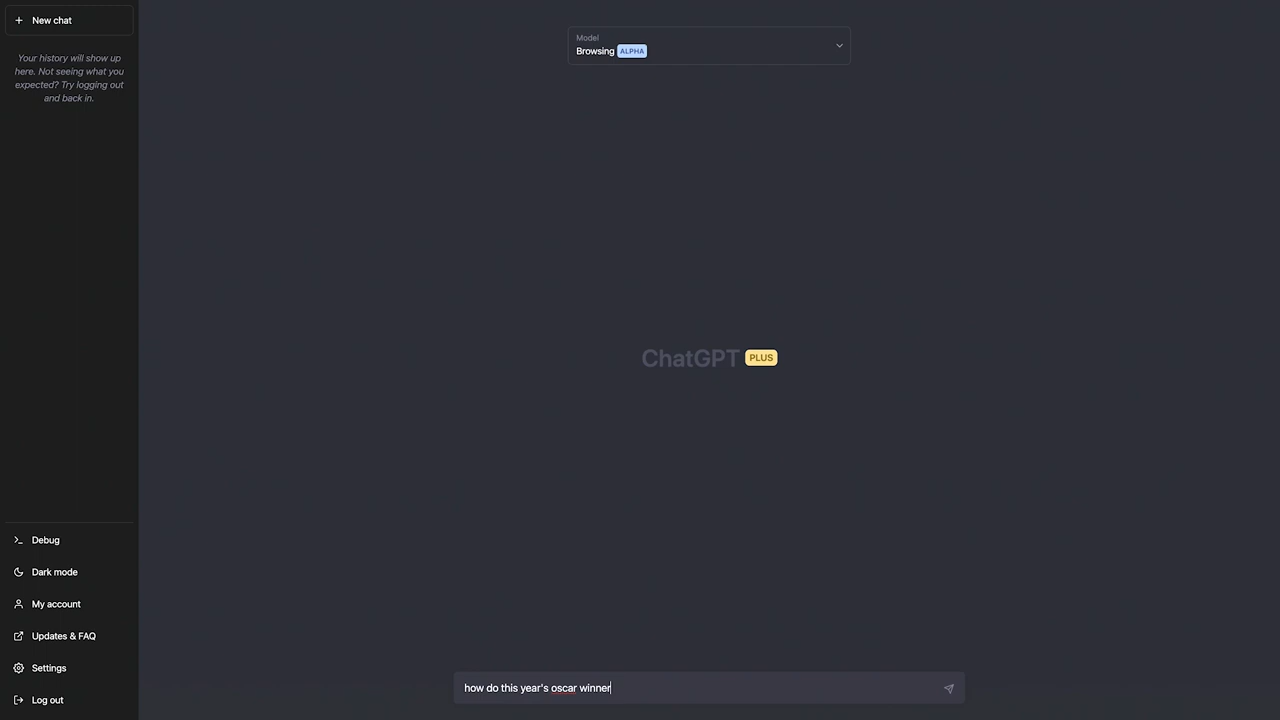 New chat
Your history will show up
here. Not seeing what you
expected? Try logging out
and back in.
Model
Browsing ALPHA
ChatGPT PLUS
Debug
Dark mode
My account
Updates & FAQ
Settings
Log out
how do this year's oscar winner